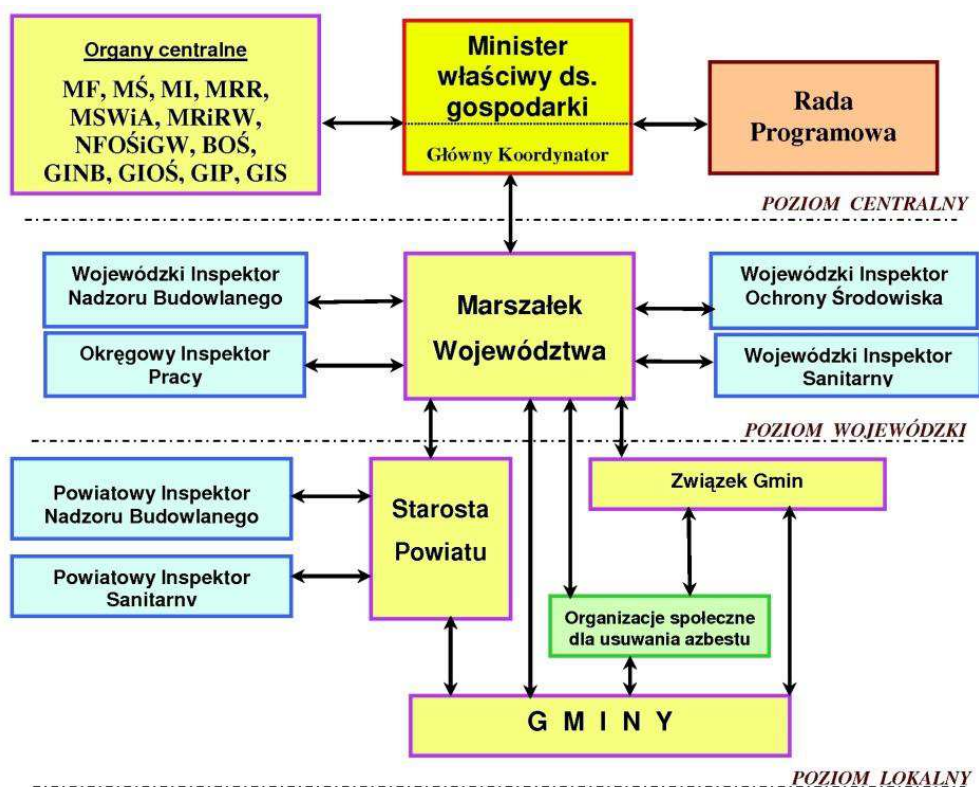 Organy centralne
MF, MŚ, MI, MRR,
MSWiA, MRiRW,
NFOŚiGW, BOŚ,
GINB, GIOŚ, GIP, GIS
Minister
właściwy ds.
gospodarki
Główny Koordynator
Rada
Programowa
POZIOM CENTRALNY
Wojewódzki Inspektor
Nadzoru Budowlanego
Okręgowy Inspektor
Pracy
Marszałek
Województwa
Wojewódzki Inspektor
Ochrony Środowiska
Wojewódzki Inspektor
Sanitarny
POZIOM WOJEWÓDZKI
Powiatowy Inspektor
Nadzoru Budowlanego
Powiatowy Inspektor
Sanitarny
Starosta
Powiatu
Związek Gmin
Organizacje społeczne
dla usuwania azbestu
G M I N Y
POZIOM LOKALNY